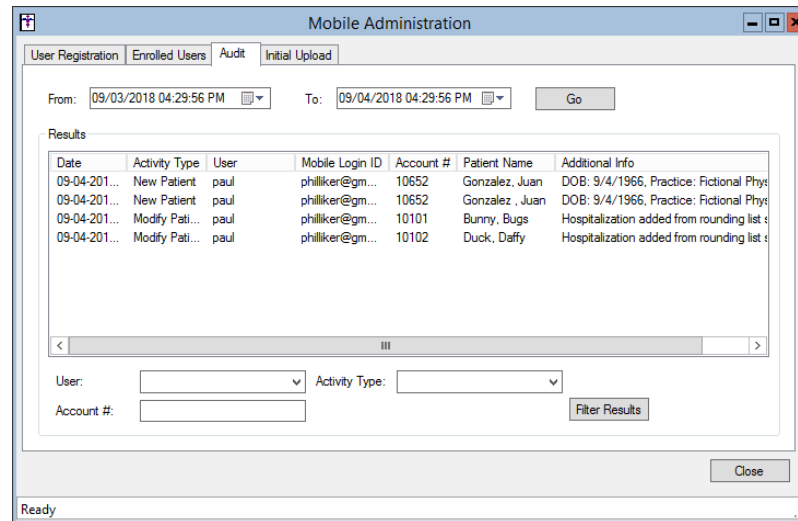 Mobile Administration
User Registration Enrolled Users Audit Initial Upload
From: 09/03/2018 04:29:56 PM To: 09/04/2018 04:29:56 PM Go
Results
Date Activity Type User Mobile Login ID Account # Patient Name Additional Info
09-04-201... New Patient paul philliker@gm... 10652 Gonzalez, Juan DOB: 9/4/1966, Practice: Fictional Phys
09-04-201... New Patient paul philliker@gm... 10652 Gonzalez , Juan DOB: 9/4/1966, Practice: Fictional Phys
09-04-201... Modify Pati... paul philliker@gm... 10101 Bunny, Bugs Hospitalization added from rounding list s
09-04-201... Modify Pati... paul philliker@gm... 10102 Duck, Daffy Hospitalization added from rounding list s
User: Activity Type:
Account #: Filter Results
Close
Ready